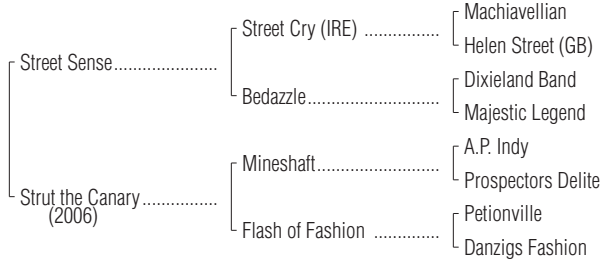 Machiavellian
Street Cry (IRE) ................
Helen Street (GB)
Street Sense......................
Dixieland Band
Bedazzle............................
Majestic Legend
A.P. Indy
Mineshaft..........................
Prospectors Delite
Strut the Canary................
(2006)
Petionville
Flash of Fashion ..............
Danzigs Fashion